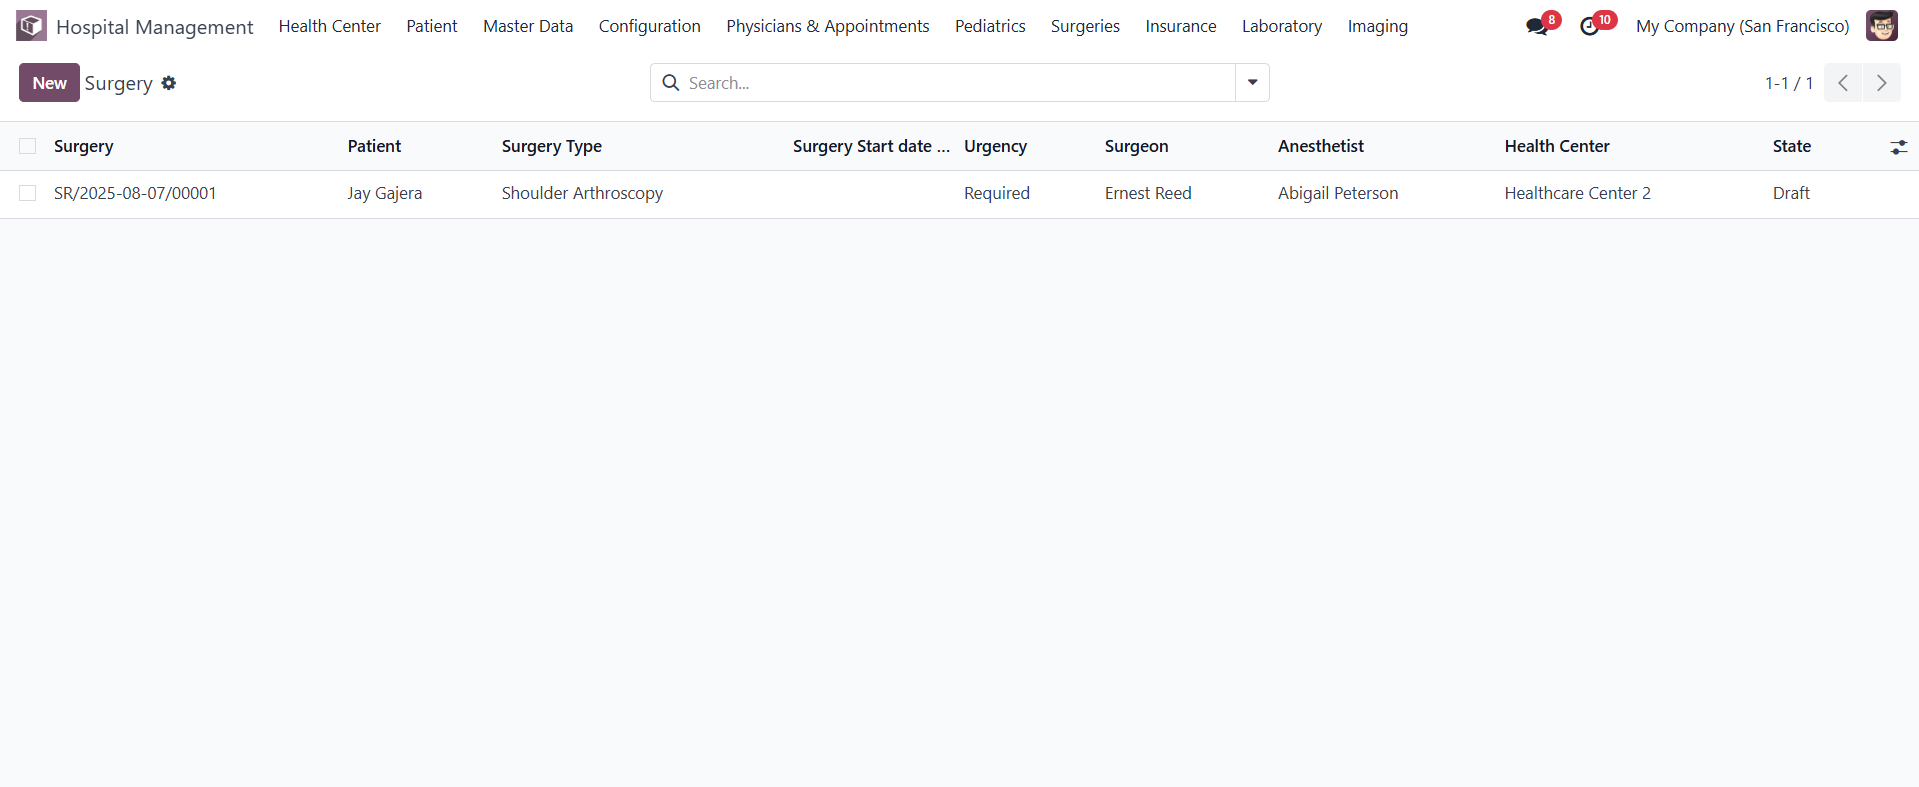 Hospital Management Health Center Patient Master Data Configuration Physicians & Appointments Pediatrics Surgeries Insurance Laboratory Imaging 8 10 My Company (San Francisco)
New Surgery Search... 1-1 / 1
Surgery Patient Surgery Type Surgery Start date ... Urgency Surgeon Anesthetist Health Center State
SR/2025-08-07/00001 Jay Gajera Shoulder Arthroscopy Required Ernest Reed Abigail Peterson Healthcare Center 2 Draft